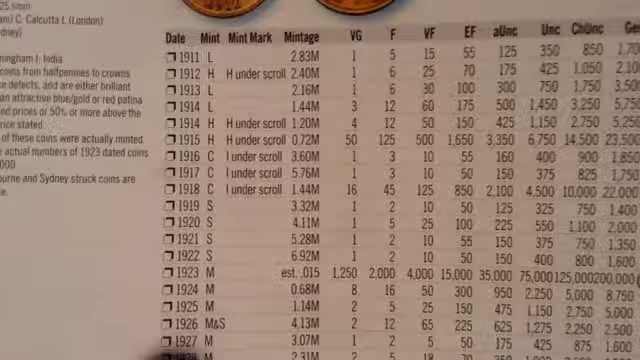 25.5mm
C. Calcutta I. (London)
ningham I: India
coins from halfpennies to crowns
e defects, and are either brilliant
an attractive blue/gold or red patina
nd prices or 50% or more above the
rice stated
of these coins were actually minted
e actual numbers of 1923 dated coins
000
ourne and Sydney struck coins are
e.
Date Mint Mint Mark Mintage VG F VF EF aUnc Unc ChUnc Ge
1911 L 2.83M 1 5 15 55 125 350 850 1,70
1912 H H under scroll 2.40M 1 6 25 70 175 425 1,050 2,10
1913 L 2.16M 1 6 30 100 300 750 1,750 3,50
1914 L 1.44M 3 12 60 175 500 1,450 3,250 5,75
1914 H H under scroll 1.20M 4 12 50 150 425 1,150 2,750 5,25
1915 H H under scroll 0.72M 50 125 500 1,650 3,350 6,750 14,500 23,500
1916 C I under scroll 3.60M 1 3 10 55 160 400 900 1,850
1917 C I under scroll 5.76M 1 3 10 50 150 375 825 1,750
1918 C I under scroll 1.44M 16 45 125 850 2,100 4,500 10,000 22,000
1919 S 3.32M 1 2 10 50 125 325 750 1,400
1920 S 4.11M 1 5 25 100 225 550 1,100 2,000
1921 S 5.28M 1 2 10 55 150 375 750 1,350
1922 S 6.92M 1 2 10 50 150 400 800 1,600
1923 M est. .015 1,250 2,000 4,000 15,000 35,000 75,000 125,000 200,000
1924 M 0.68M 8 16 50 300 950 2,250 5,000 8,750
1925 M 1.14M 2 5 25 150 475 1,150 2,750 5,000
1926 M&S 4.13M 2 12 65 225 625 1,275 2,250 2,500
1927 M 3.07M 1 2 5 50 175 425 875 1,600
1928 M 2.31M 2 5 18 70